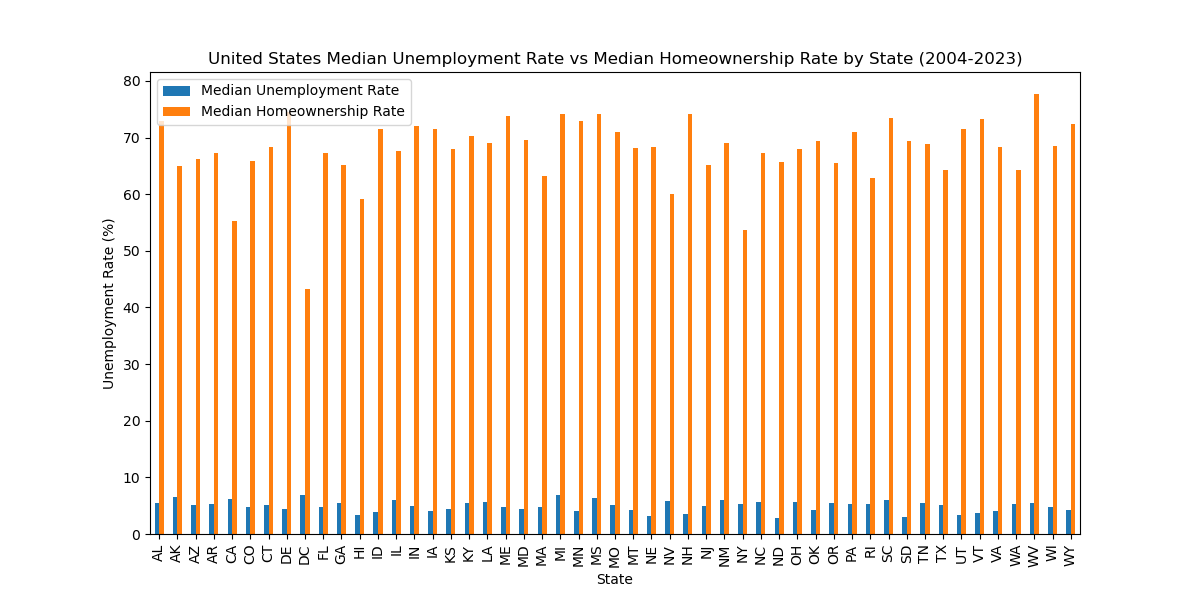 United States Median Unemployment Rate vs Median Homeownership Rate by State (2004-2023)
Median Unemployment Rate
Median Homeownership Rate
80
70
60
50
40
30
20
10
0
Unemployment Rate (%)
AL AK AZ AR CA CO CT DE DC FL GA HI ID IL IN IA KS KY LA ME MD MA MI MN MS MO MT NE NV NH NJ NM NY NC ND OH OK OR PA RI SC SD TN TX UT VT VA WA WV WI WY
State